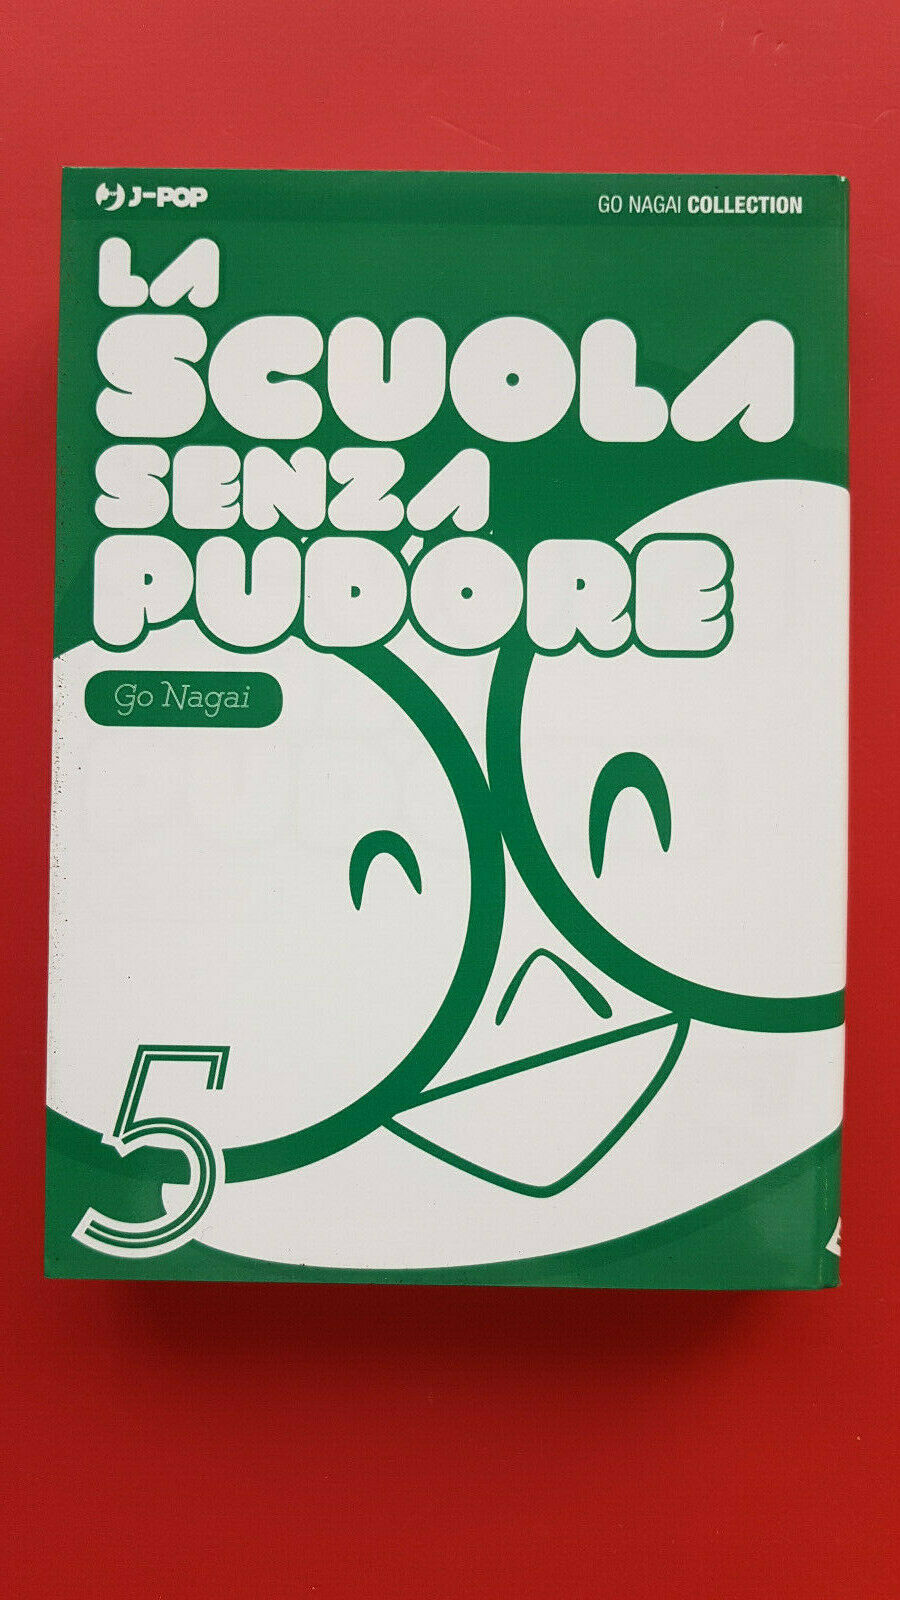 J-POP
GO NAGAI COLLECTION
LA
SCUOLA
SENZA
PUDORE
Go Nagai
5